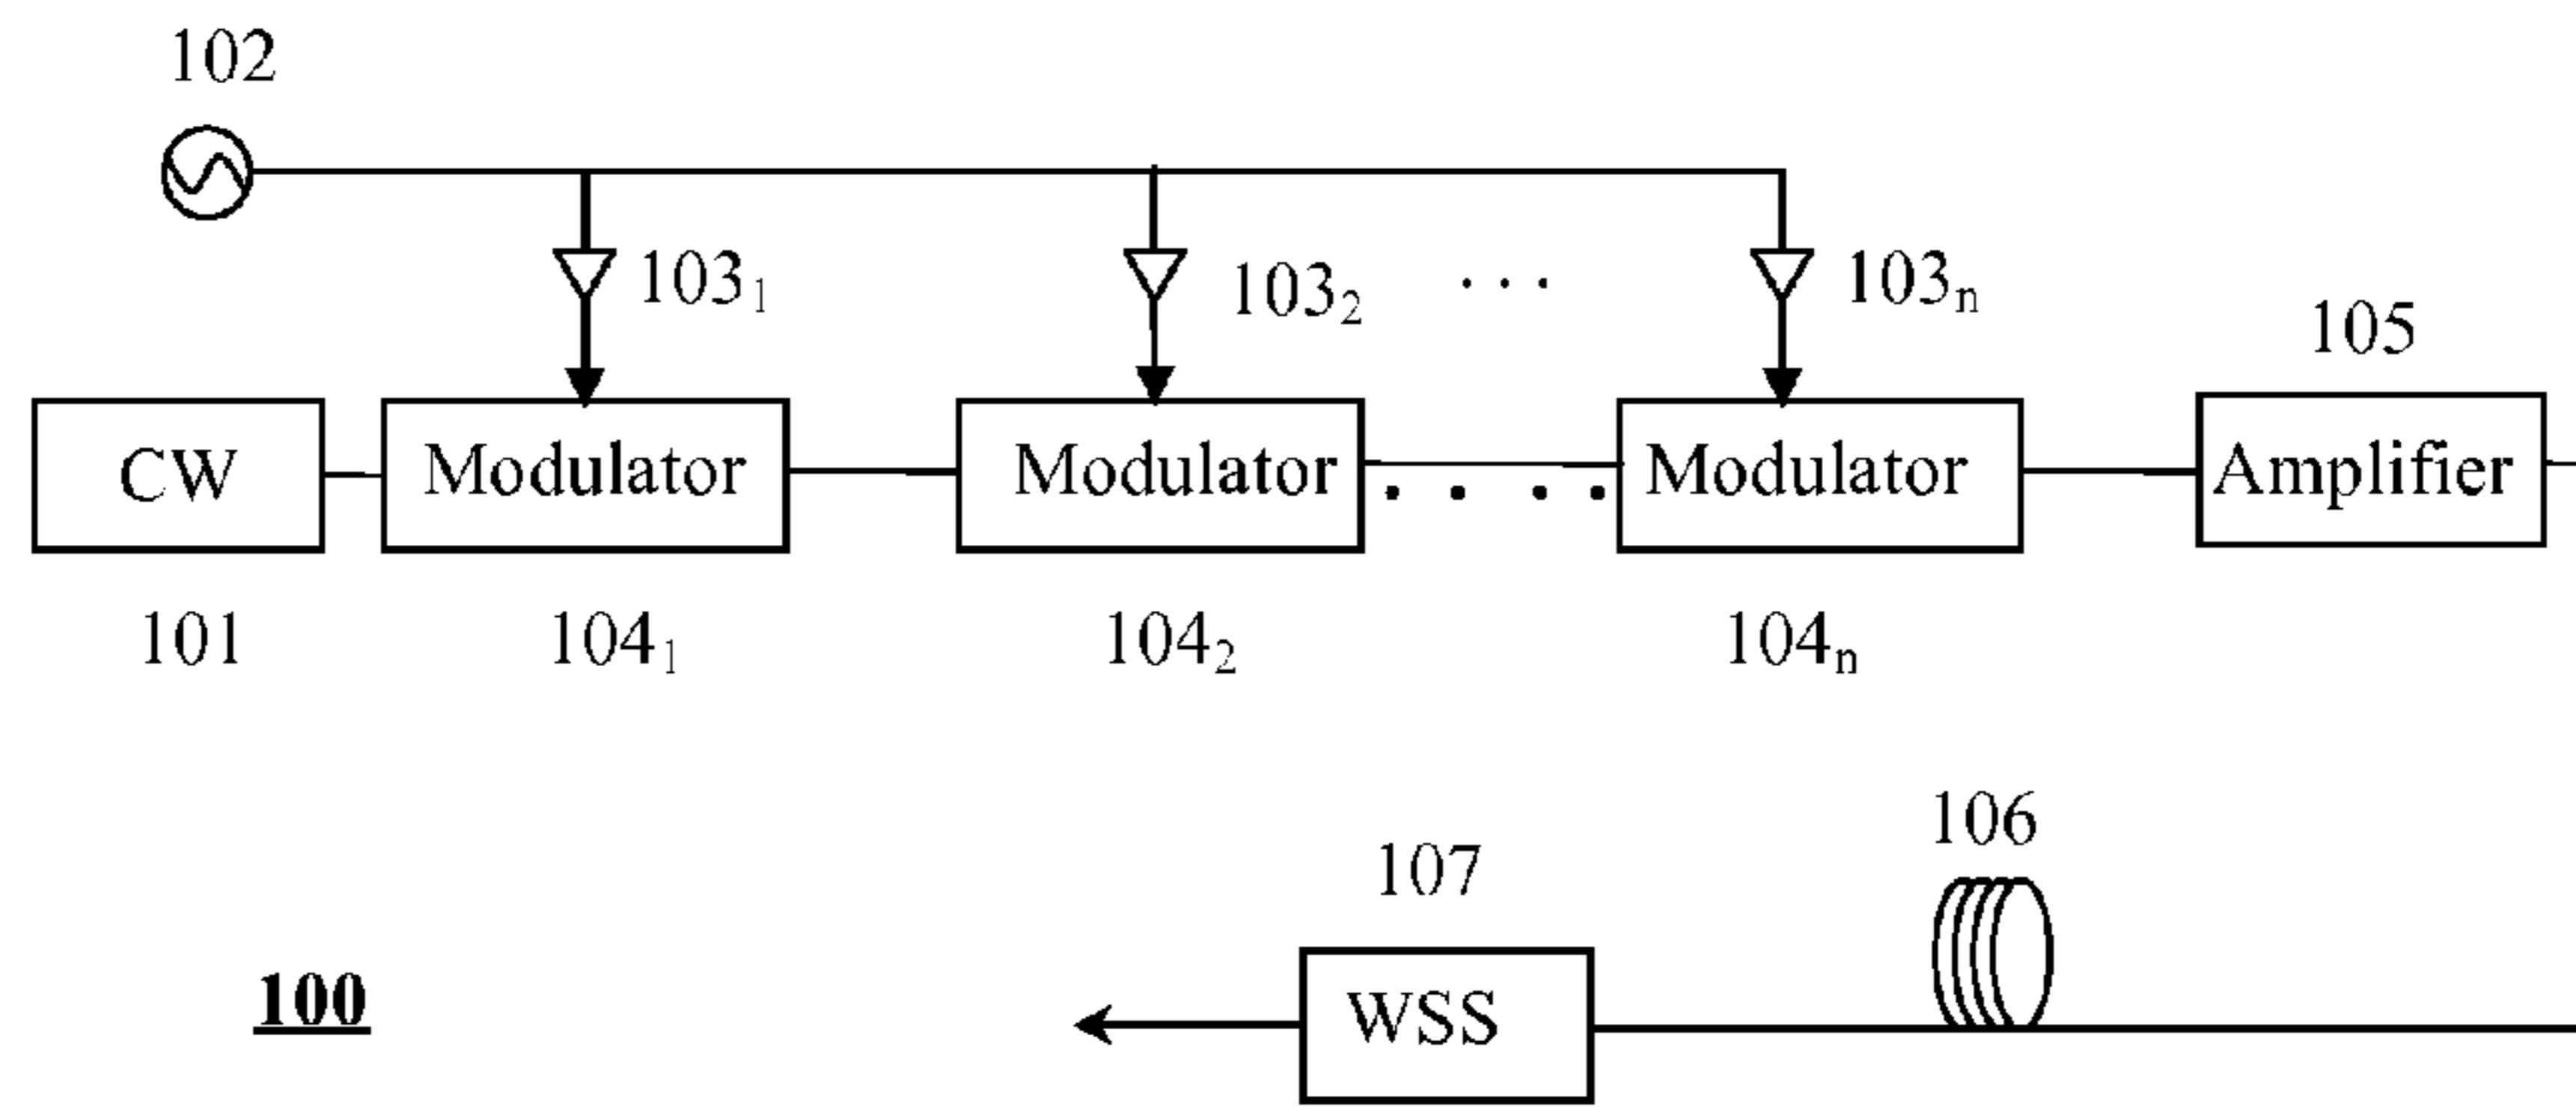 102
103₁
103₂
· · ·
103ₙ
105
CW
Modulator
Modulator
. . . .
Modulator
Amplifier
101
104₁
104₂
104ₙ
106
107
WSS
100